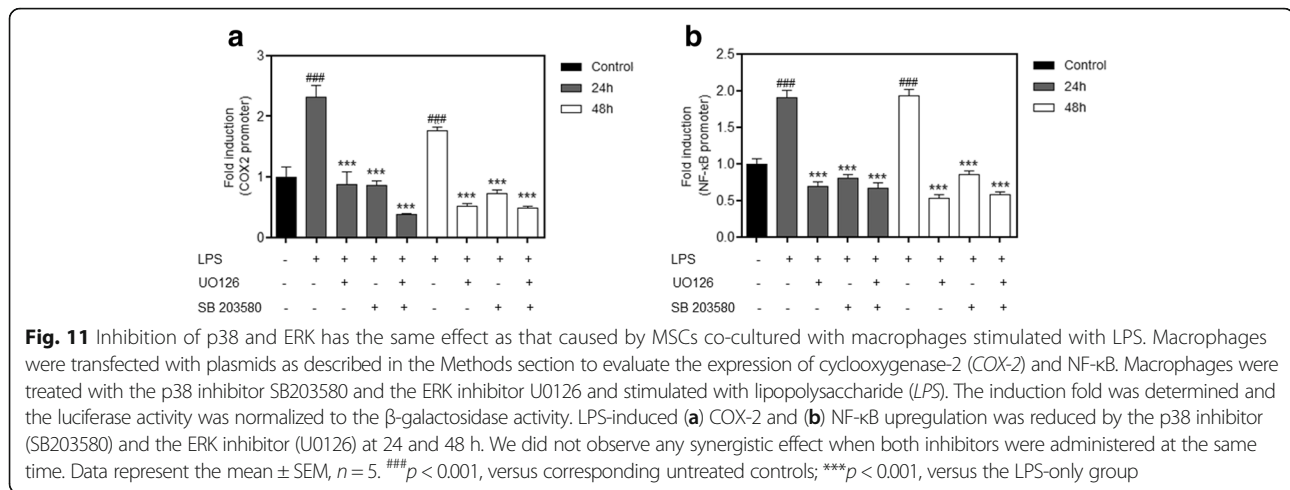 a
b
3
2
1
0
Fold induction
(COX2 promoter)
###
***
***
***
###
***
***
***
Control
24h
48h
2.5
2.0
1.5
1.0
0.5
0.0
Fold induction
(NF-κB promoter)
###
***
***
***
###
***
***
***
Control
24h
48h
LPS - + + + + + + + +
UO126 - - + - + - + - +
SB 203580 - - - + + - - + +
LPS - + + + + + + + +
UO126 - - + - + - + - +
SB 203580 - - - + + - - + +
Fig. 11 Inhibition of p38 and ERK has the same effect as that caused by MSCs co-cultured with macrophages stimulated with LPS. Macrophages
were transfected with plasmids as described in the Methods section to evaluate the expression of cyclooxygenase-2 (COX-2) and NF-κB. Macrophages were
treated with the p38 inhibitor SB203580 and the ERK inhibitor U0126 and stimulated with lipopolysaccharide (LPS). The induction fold was determined and
the luciferase activity was normalized to the β-galactosidase activity. LPS-induced (a) COX-2 and (b) NF-κB upregulation was reduced by the p38 inhibitor
(SB203580) and the ERK inhibitor (U0126) at 24 and 48 h. We did not observe any synergistic effect when both inhibitors were administered at the same
time. Data represent the mean ± SEM, n = 5. ###p < 0.001, versus corresponding untreated controls; ***p < 0.001, versus the LPS-only group